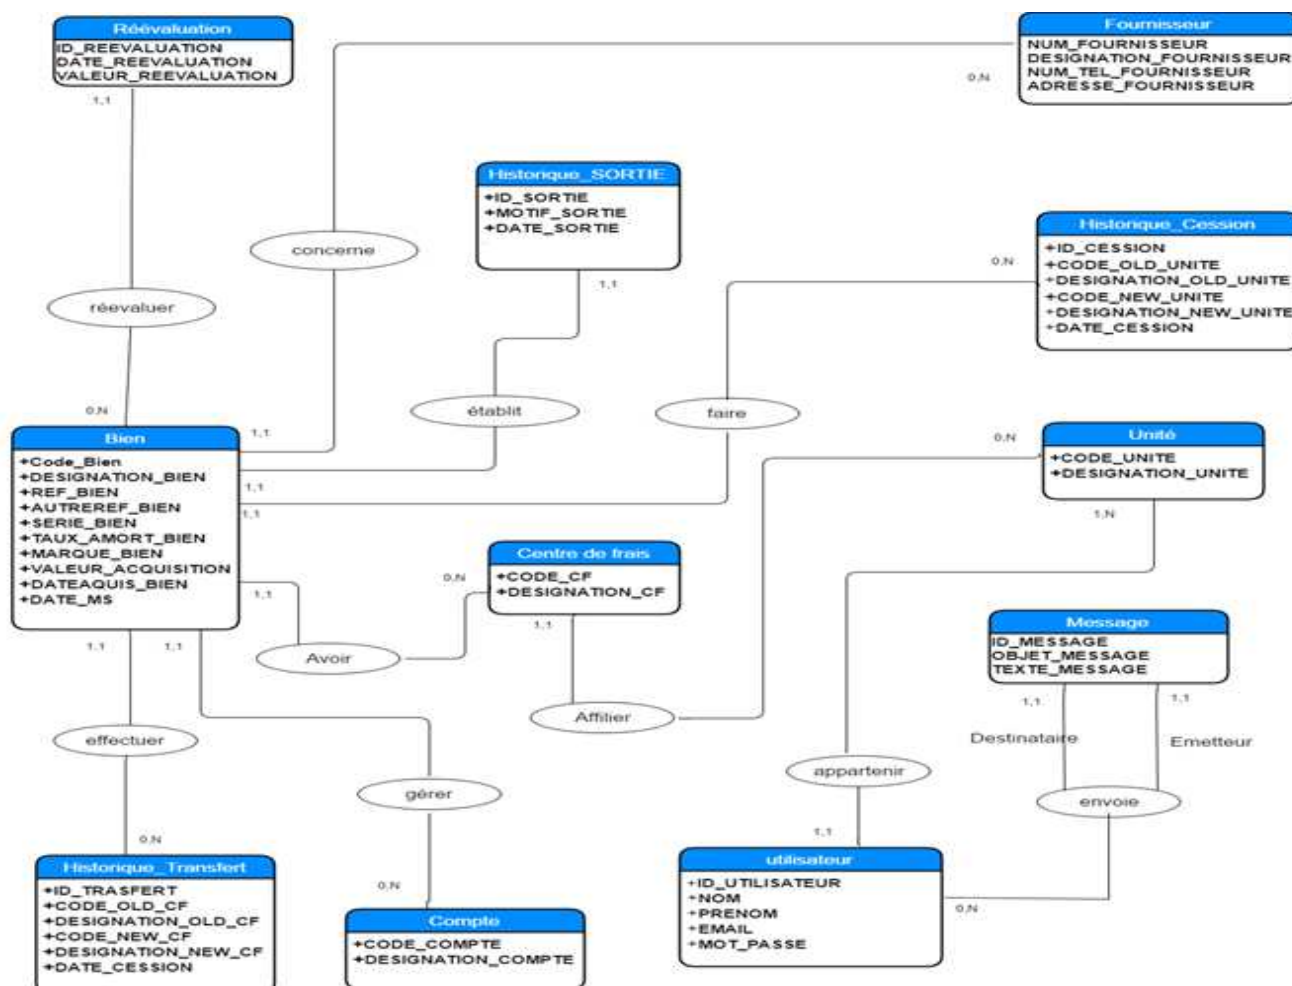 Réévaluation
ID_REEVALUATION
DATE_REEVALUATION
VALEUR_REEVALUATION
1,1
Fournisseur
NUM_FOURNISSEUR
DESIGNATION_FOURNISSEUR
NUM_TEL_FOURNISSEUR
ADRESSE_FOURNISSEUR
0,N
Historique_SORTIE
+ID_SORTIE
+MOTIF_SORTIE
+DATE_SORTIE
1,1
Historique_Cession
+ID_CESSION
+CODE_OLD_UNITE
+DESIGNATION_OLD_UNITE
+CODE_NEW_UNITE
+DESIGNATION_NEW_UNITE
+DATE_CESSION
0,N
concerne
réevaluer
0,N
établit
faire
Bien
+Code_Bien
+DESIGNATION_BIEN
+REF_BIEN
+AUTREREF_BIEN
+SERIE_BIEN
+TAUX_AMORT_BIEN
+MARQUE_BIEN
+VALEUR_ACQUISITION
+DATEAQUIS_BIEN
+DATE_MS
1,1
1,1
1,1
1,1
1,1
1,1
Unité
+CODE_UNITE
+DESIGNATION_UNITE
0,N
1,N
Centre de frais
+CODE_CF
+DESIGNATION_CF
0,N
1,1
Avoir
Affilier
Message
ID_MESSAGE
OBJET_MESSAGE
TEXTE_MESSAGE
1,1
1,1
Destinataire
Emetteur
effectuer
gérer
appartenir
envoie
0,N
0,N
1,1
0,N
Historique_Transfert
+ID_TRASFERT
+CODE_OLD_CF
+DESIGNATION_OLD_CF
+CODE_NEW_CF
+DESIGNATION_NEW_CF
+DATE_CESSION
Compte
+CODE_COMPTE
+DESIGNATION_COMPTE
utilisateur
+ID_UTILISATEUR
+NOM
+PRENOM
+EMAIL
+MOT_PASSE